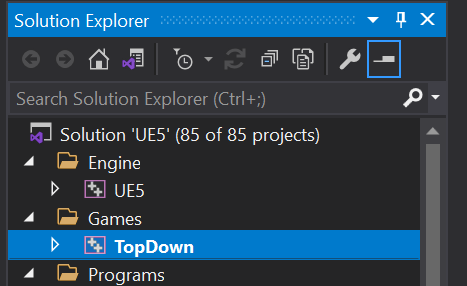 Solution Explorer
Search Solution Explorer (Ctrl+;)
Solution 'UE5' (85 of 85 projects)
Engine
UE5
Games
TopDown
Programs